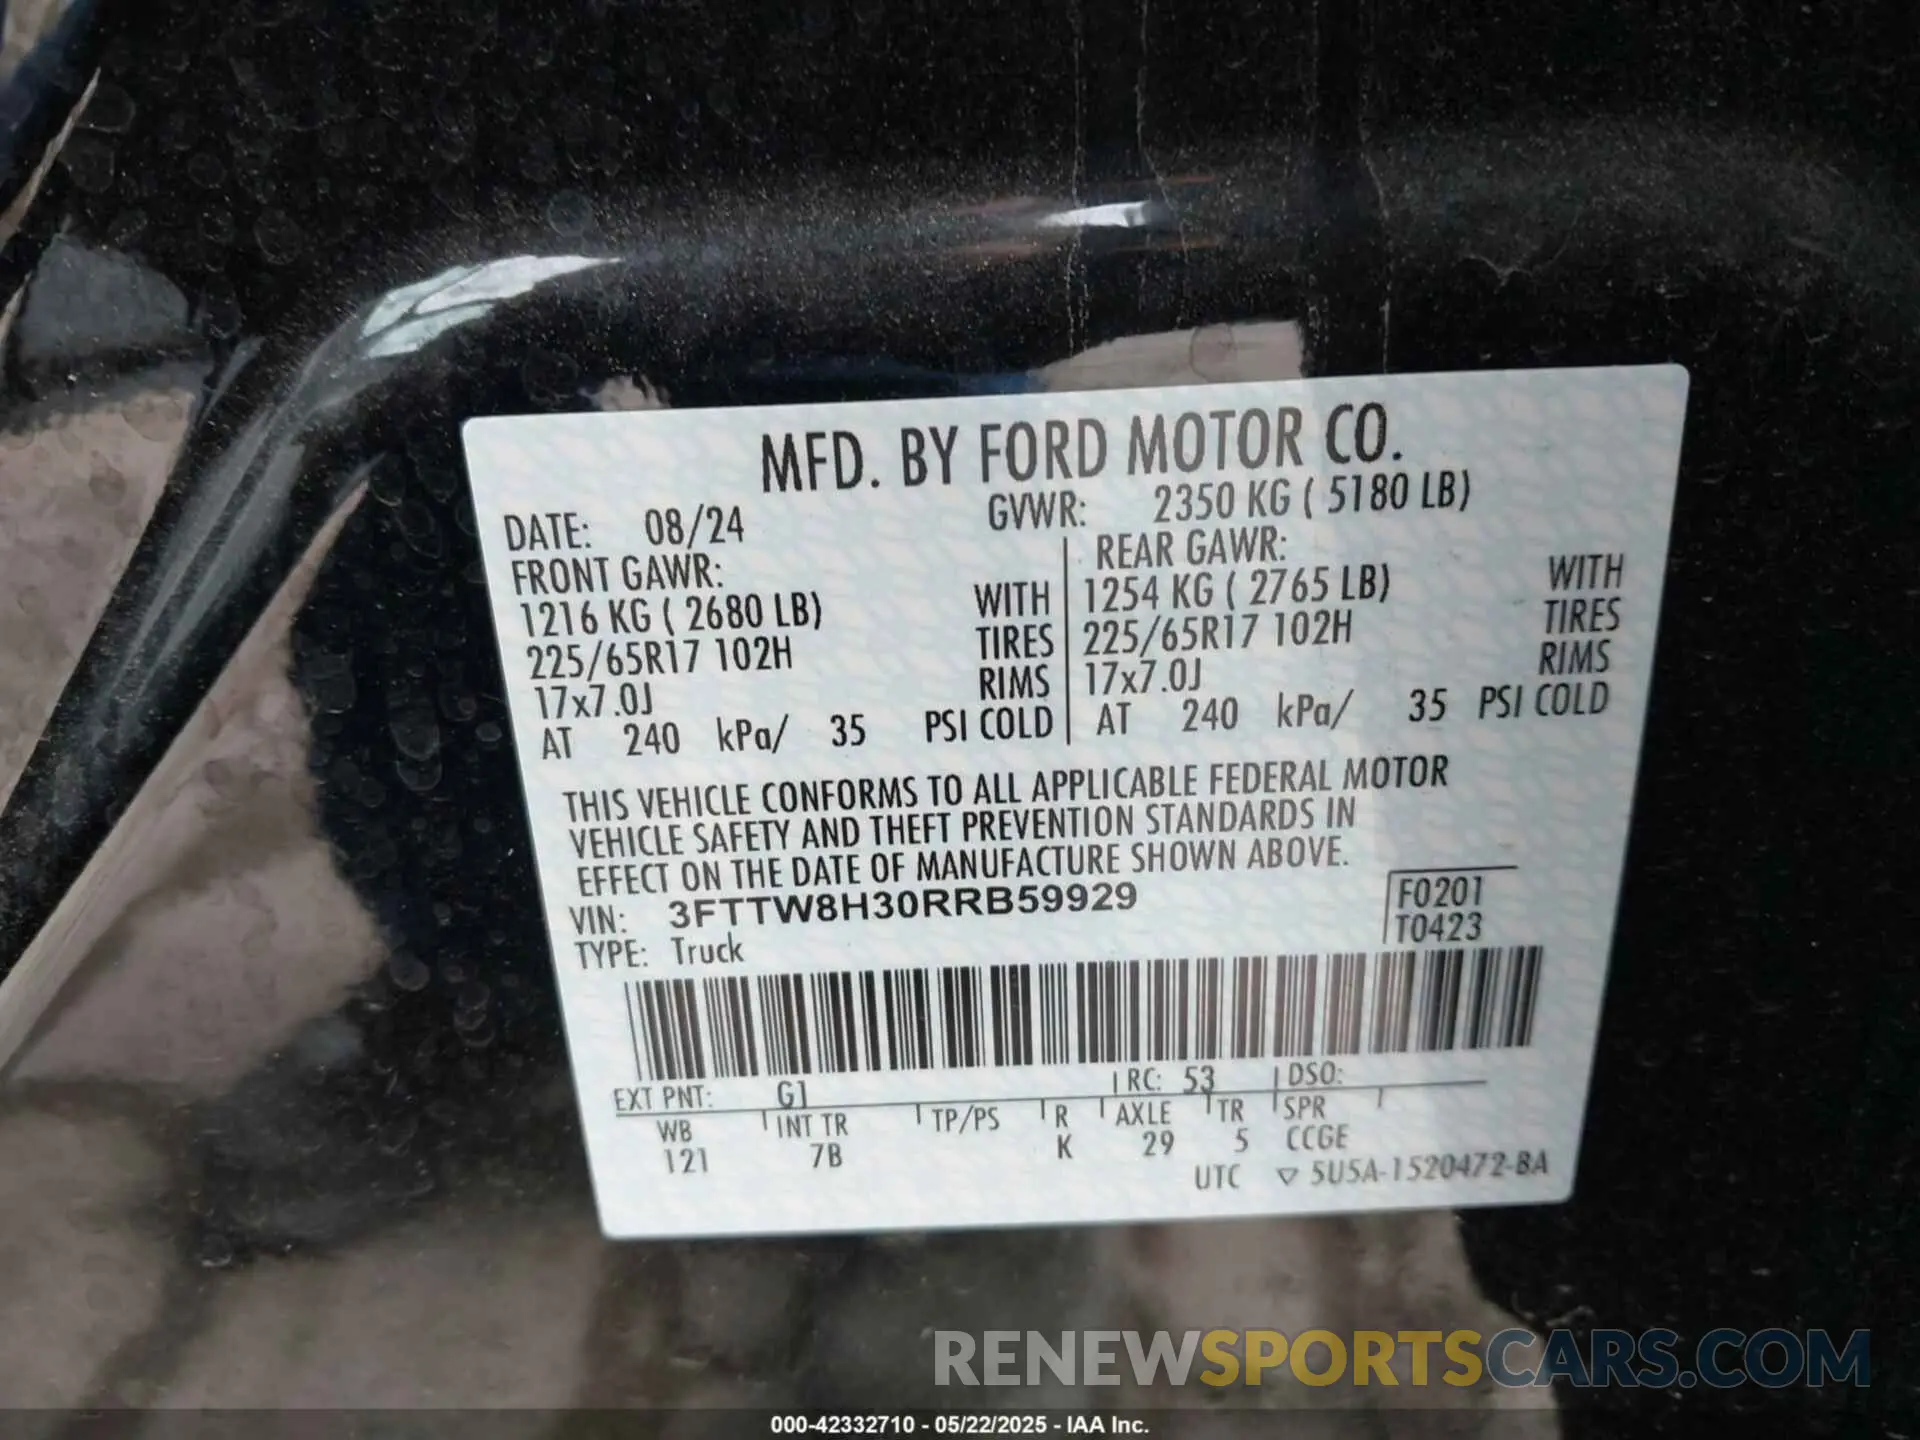 MFD. BY FORD MOTOR CO.
DATE: 08/24 GVWR: 2350 KG ( 5180 LB)
FRONT GAWR: REAR GAWR:
1216 KG ( 2680 LB) WITH 1254 KG ( 2765 LB) WITH
225/65R17 102H TIRES 225/65R17 102H TIRES
17x7.0J RIMS 17x7.0J RIMS
AT 240 kPa/ 35 PSI COLD AT 240 kPa/ 35 PSI COLD
THIS VEHICLE CONFORMS TO ALL APPLICABLE FEDERAL MOTOR
VEHICLE SAFETY AND THEFT PREVENTION STANDARDS IN
EFFECT ON THE DATE OF MANUFACTURE SHOWN ABOVE.
VIN: 3FTTW8H30RRB59929 F0201
TYPE: Truck T0423
EXT PNT: G1 RC: 53 DSO:
WB INT TR TP/PS R AXLE TR SPR
121 7B K 29 5 CCGE
UTC ▽ 5U5A-1520472-BA
RENEWSPORTSCARS.COM
000-42332710 - 05/22/2025 - IAA Inc.